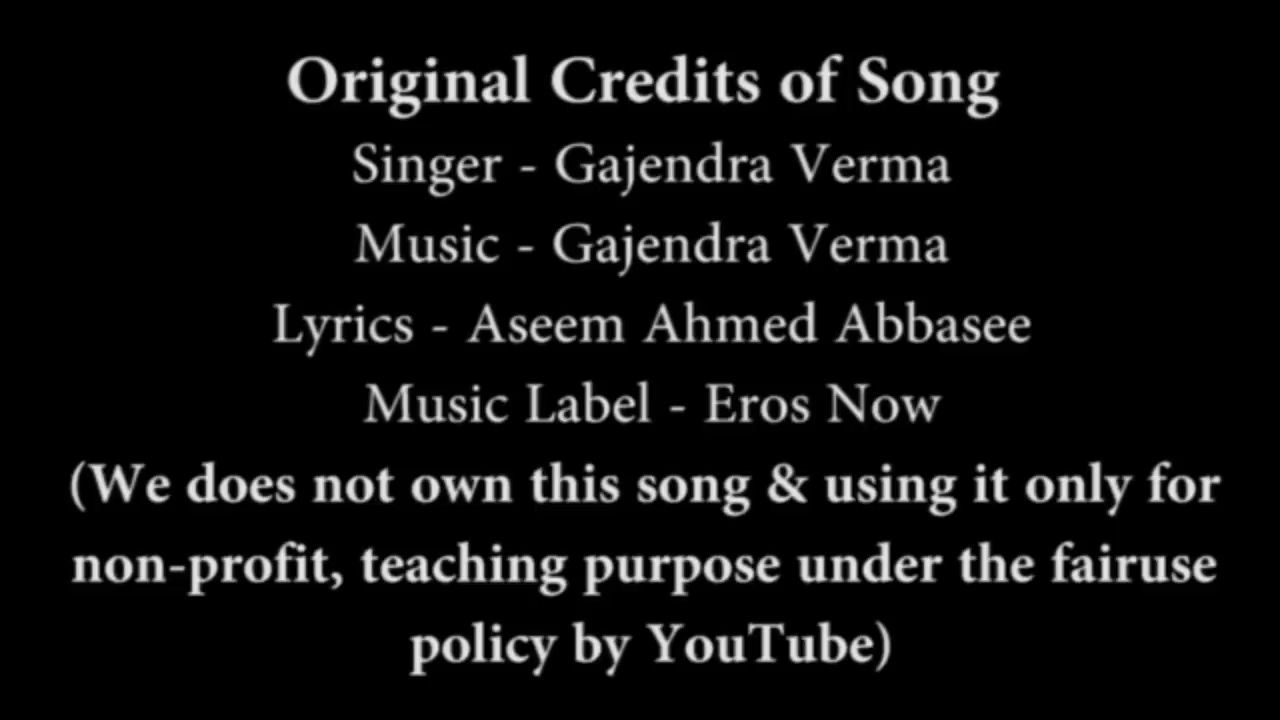 Original Credits of Song
Singer - Gajendra Verma
Music - Gajendra Verma
Lyrics - Aseem Ahmed Abbasee
Music Label - Eros Now
(We does not own this song & using it only for
non-profit, teaching purpose under the fairuse
policy by YouTube)